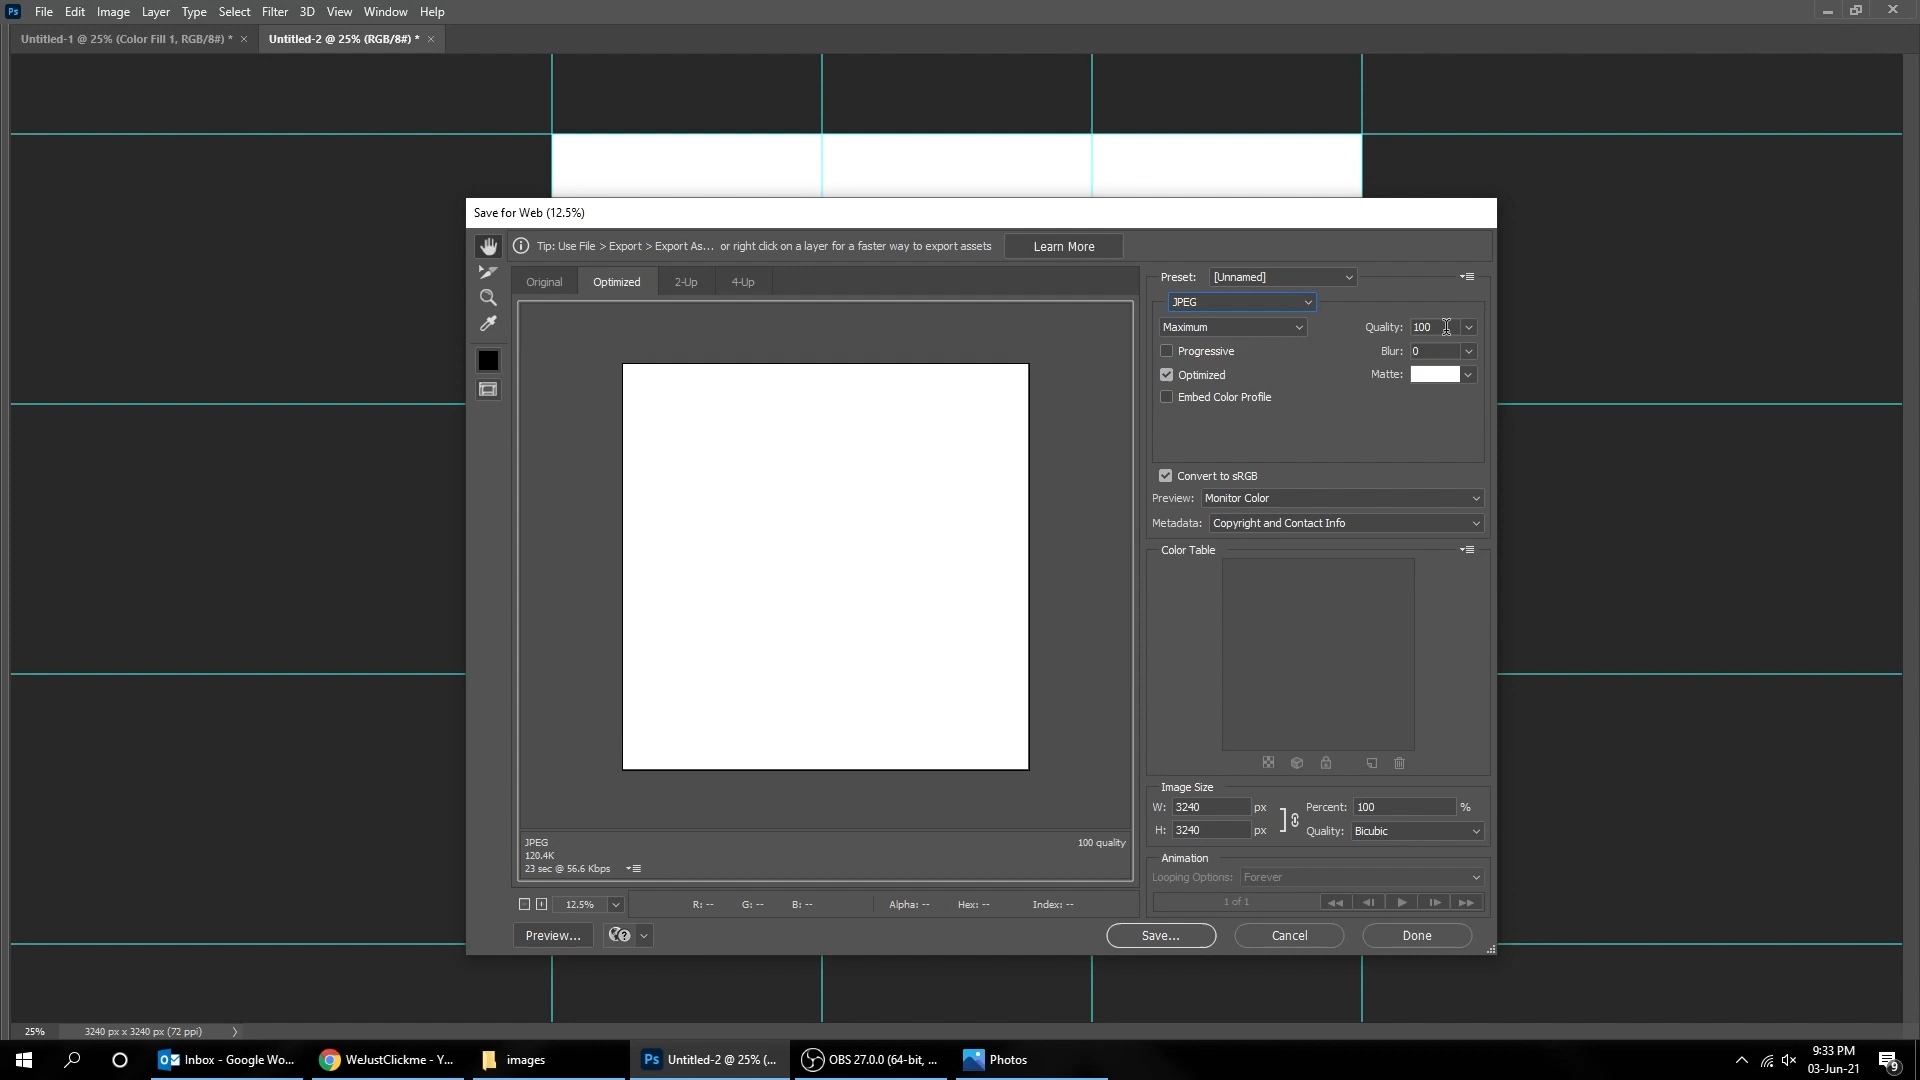 Ps File Edit Image Layer Type Select Filter 3D View Window Help
Untitled-1 @ 25% (Color Fill 1, RGB/8#) * × Untitled-2 @ 25% (RGB/8#) * ×
Save for Web (12.5%)
Tip: Use File > Export > Export As... or right click on a layer for a faster way to export assets Learn More
Original Optimized 2-Up 4-Up
Preset: [Unnamed]
JPEG
Maximum Quality: 100
Progressive Blur: 0
Optimized Matte:
Embed Color Profile
Convert to sRGB
Preview: Monitor Color
Metadata: Copyright and Contact Info
Color Table
Image Size
W: 3240 px Percent: 100 %
H: 3240 px Quality: Bicubic
JPEG 100 quality
120.4K
23 sec @ 56.6 Kbps
Animation
Looping Options: Forever
1 of 1
12.5% R: -- G: -- B: -- Alpha: -- Hex: -- Index: --
Preview... Save... Cancel Done
25% 3240 px x 3240 px (72 ppi)
Inbox - Google Wo... WeJustClickme - Y... images Ps Untitled-2 @ 25% (... OBS 27.0.0 (64-bit, ... Photos
9:33 PM
03-Jun-21
9